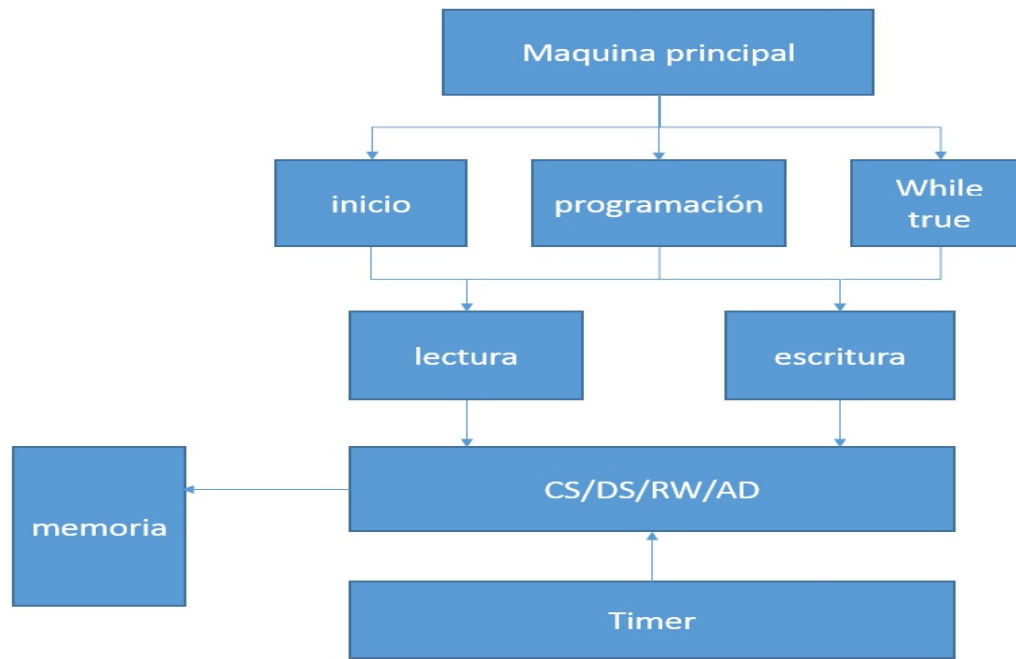 Maquina principal
inicio
programación
While
true
lectura
escritura
CS/DS/RW/AD
memoria
Timer